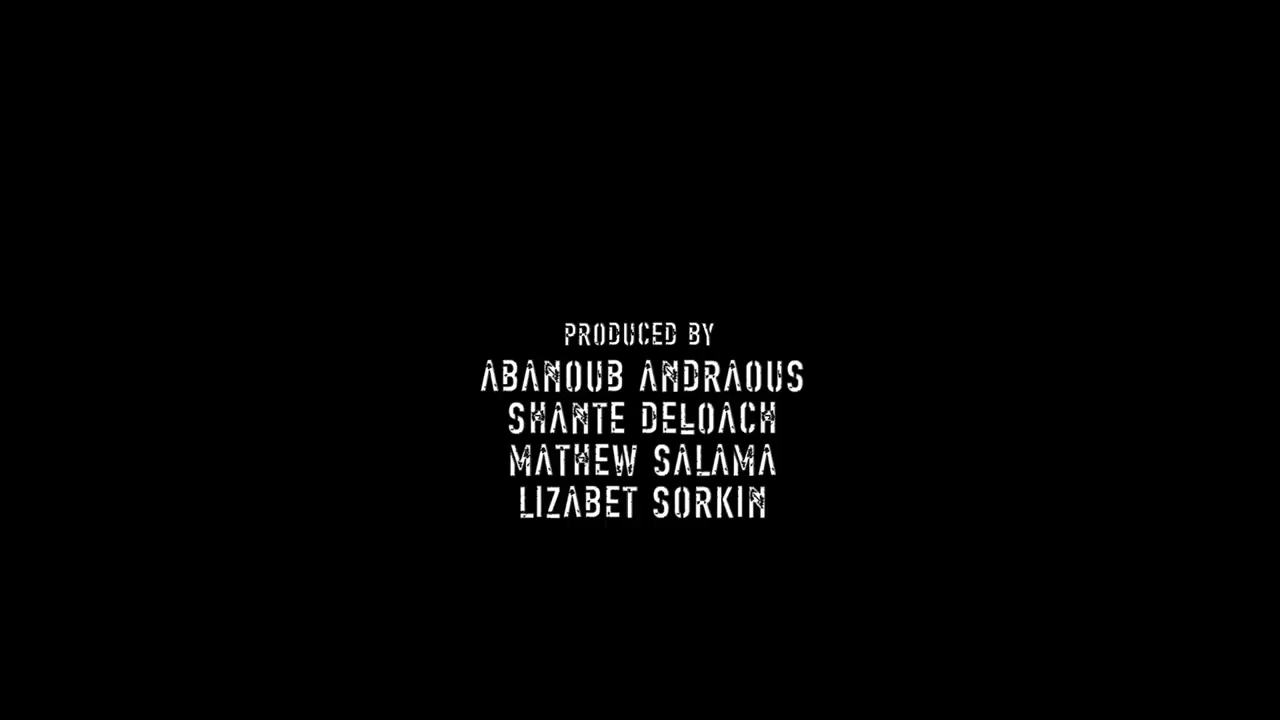 PRODUCED BY
ABANOUB ANDRAOUS
SHANTE DELOACH
MATHEW SALAMA
LIZABET SORKIN